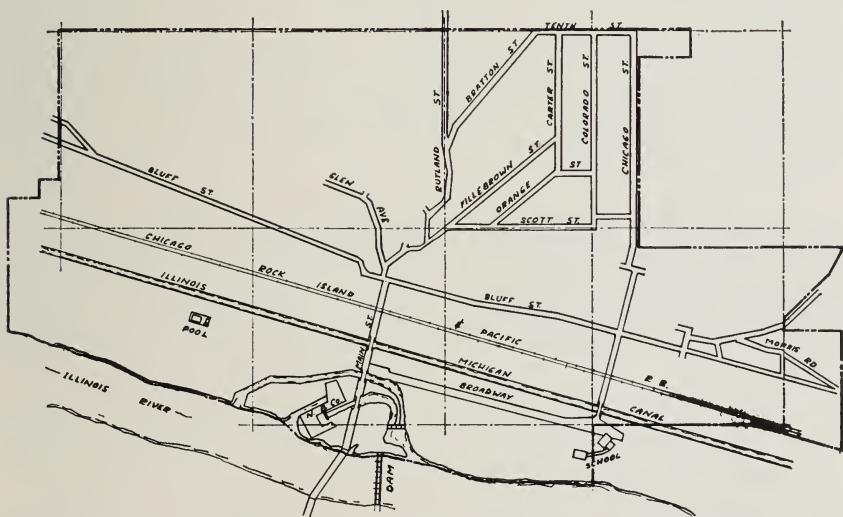 TENTH ST.
BRATTON ST.
RUTLAND ST
CARTER ST.
COLORADO ST.
CHICAGO ST.
FILLEBROWN ST.
ORANGE ST
SCOTT ST.
GLEN AVE
BLUFF ST.
CHICAGO ROCK ISLAND & PACIFIC R. R.
ILLINOIS MICHIGAN CANAL
BLUFF ST.
MORRIS RD
POOL
MAIN ST.
BROADWAY
ILLINOIS RIVER
Co
SCHOOL
DAM